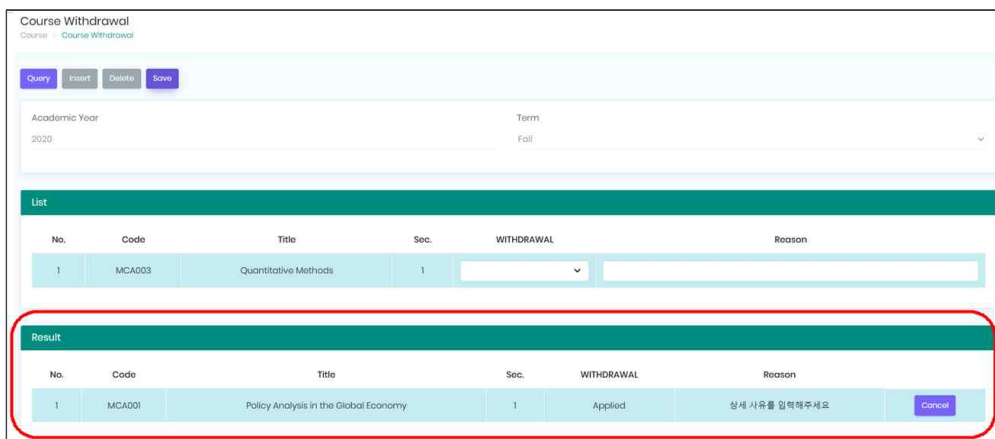 Course Withdrawal
Course > Course Withdrawal
Query Insert Delete Save
Academic Year Term
2020 Fall
List
No. Code Title Sec. WITHDRAWAL Reason
1 MCA003 Quantitative Methods 1
Result
No. Code Title Sec. WITHDRAWAL Reason
1 MCA001 Policy Analysis in the Global Economy 1 Applied 상세 사유를 입력해주세요 Cancel